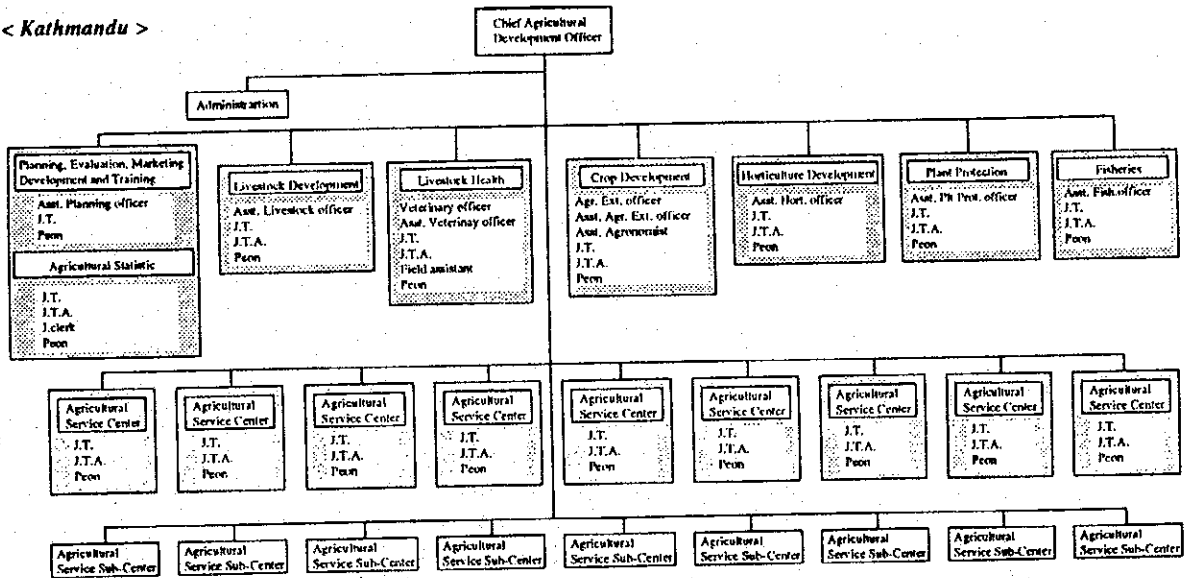 < Kathmandu >
Chief Agricultural
Development Officer
Administrartion
Planning, Evaluation, Marketing
Development and Training
Asst. Planning officer
J.T.
Peon
Agricultural Statistic
J.T.
J.T.A.
J.clerk
Peon
Livestock Development
Asst. Livestock officer
J.T.
J.T.A.
Peon
Livestock Health
Veterinary officer
Asst. Veterinay officer
J.T.
J.T.A.
Field assistant
Peon
Crop Development
Agr. Ext. officer
Asst. Agr. Ext. officer
Asst. Agronomist
J.T.
J.T.A.
Peon
Horticulture Development
Asst. Hort. officer
J.T.
J.T.A.
Peon
Plant Protection
Asst. Plt Prot. officer
J.T.
J.T.A.
Peon
Fisheries
Asst. Fish.officer
J.T.
J.T.A.
Peon
Agricultural
Service Center
J.T.
J.T.A.
Peon
Agricultural
Service Center
J.T.
J.T.A.
Peon
Agricultural
Service Center
J.T.
J.T.A.
Peon
Agricultural
Service Center
J.T.
J.T.A.
Peon
Agricultural
Service Center
J.T.
J.T.A.
Peon
Agricultural
Service Center
J.T.
J.T.A.
Peon
Agricultural
Service Center
J.T.
J.T.A.
Peon
Agricultural
Service Center
J.T.
J.T.A.
Peon
Agricultural
Service Center
J.T.
J.T.A.
Peon
Agricultural
Service Sub-Center
Agricultural
Service Sub-Center
Agricultural
Service Sub-Center
Agricultural
Service Sub-Center
Agricultural
Service Sub-Center
Agricultural
Service Sub-Center
Agricultural
Service Sub-Center
Agricultural
Service Sub-Center
Agricultural
Service Sub-Center